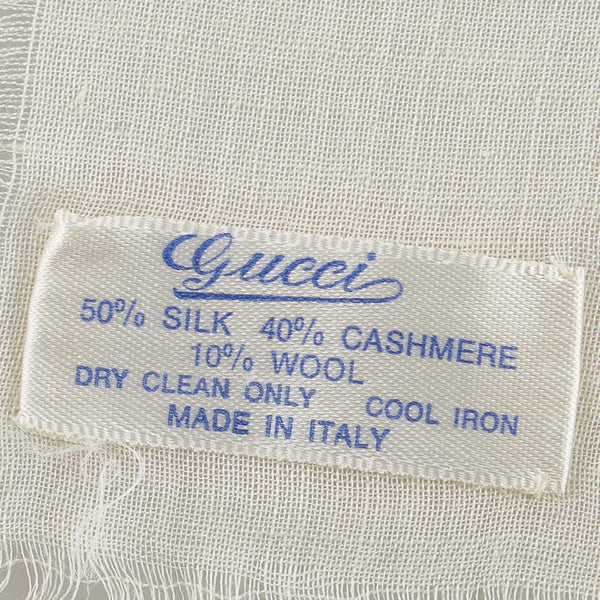 Gucci
50% SILK 40% CASHMERE
10% WOOL
DRY CLEAN ONLY COOL IRON
MADE IN ITALY